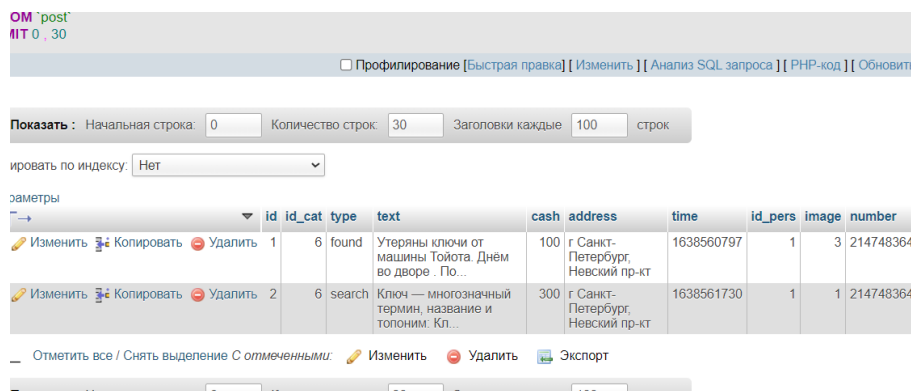 OM `post`
MIT 0 , 30
Профилирование [Быстрая правка] [ Изменить ] [ Анализ SQL запроса ] [ PHP-код ] [ Обновить
Показать : Начальная строка: 0 Количество строк: 30 Заголовки каждые 100 строк
ировать по индексу: Нет
раметры
id id_cat type text cash address time id_pers image number
Изменить Копировать Удалить 1 6 found Утеряны ключи от 100 г Санкт- 1638560797 1 3 214748364
машины Тойота. Днём Петербург,
во дворе . По... Невский пр-кт
Изменить Копировать Удалить 2 6 search Ключ — многозначный 300 г Санкт- 1638561730 1 1 214748364
термин, название и Петербург,
топоним: Кл... Невский пр-кт
Отметить все / Снять выделение С отмеченными: Изменить Удалить Экспорт